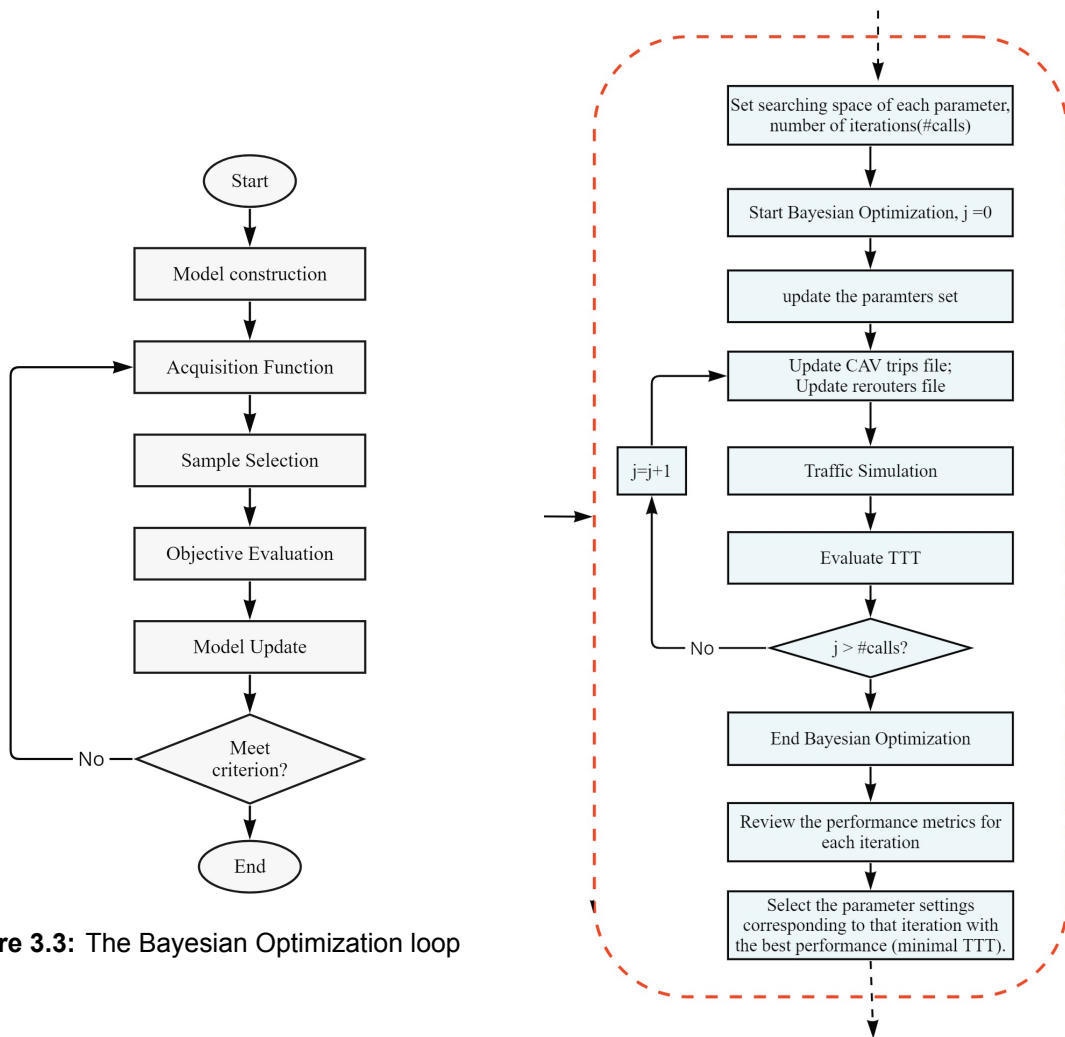 Start
Model construction
Acquisition Function
Sample Selection
Objective Evaluation
Model Update
Meet
criterion?
No
End
re 3.3: The Bayesian Optimization loop
Set searching space of each parameter,
number of iterations(#calls)
Start Bayesian Optimization, j =0
update the paramters set
Update CAV trips file;
Update rerouters file
j=j+1
Traffic Simulation
Evaluate TTT
j > #calls?
No
End Bayesian Optimization
Review the performance metrics for
each iteration
Select the parameter settings
corresponding to that iteration with
the best performance (minimal TTT).